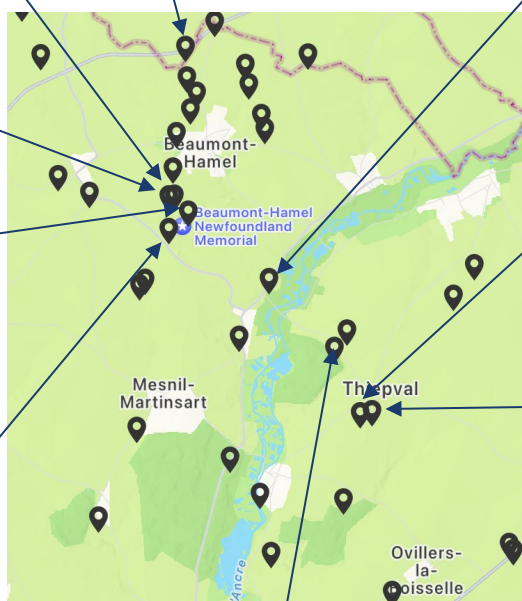 Beaumont-
Hamel
Beaumont-Hamel
Newfoundland
Memorial
Thiepval
Mesnil-
Martinsart
Ovillers-
la-
Boisselle
l'Ancre